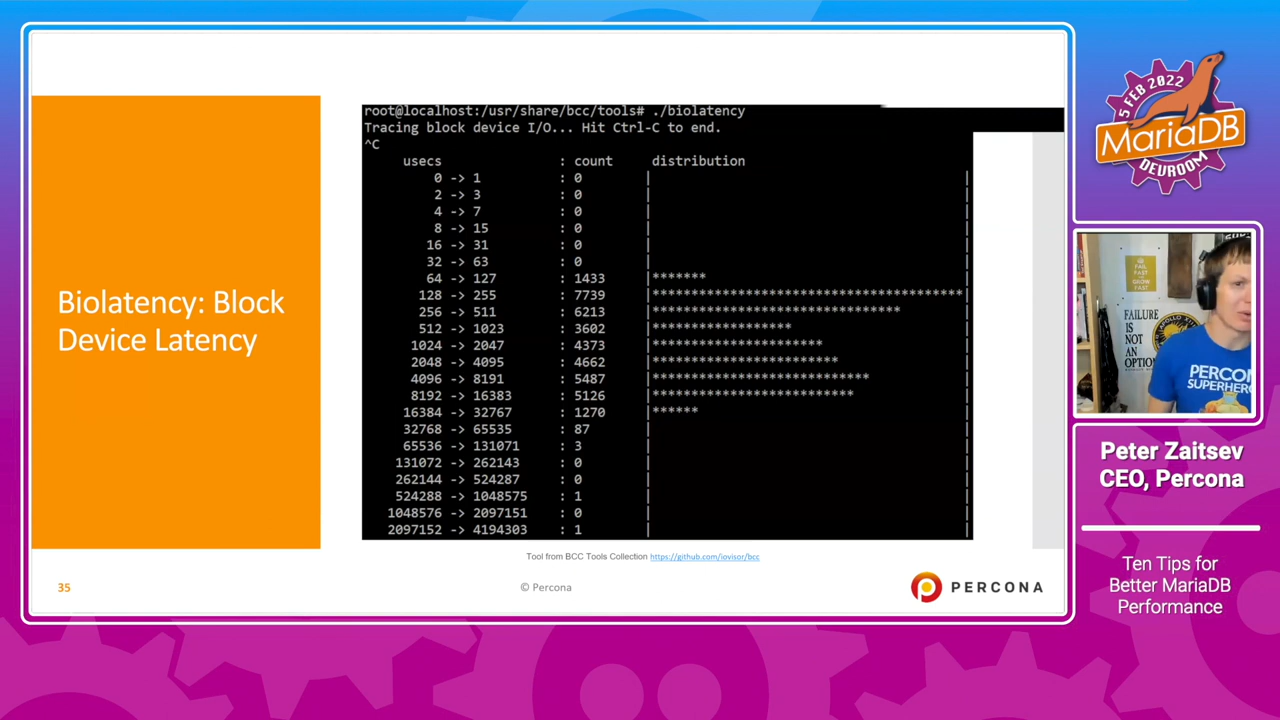 Biolatency: Block
Device Latency
root@localhost:/usr/share/bcc/tools# ./biolatency
Tracing block device I/O... Hit Ctrl-C to end.
^C
usecs : count distribution
0 -> 1 : 0 | |
2 -> 3 : 0 | |
4 -> 7 : 0 | |
8 -> 15 : 0 | |
16 -> 31 : 0 | |
32 -> 63 : 0 | |
64 -> 127 : 1433 |******* |
128 -> 255 : 7739 |****************************************|
256 -> 511 : 6213 |******************************** |
512 -> 1023 : 3602 |****************** |
1024 -> 2047 : 4373 |********************** |
2048 -> 4095 : 4662 |************************ |
4096 -> 8191 : 5487 |**************************** |
8192 -> 16383 : 5126 |************************** |
16384 -> 32767 : 1270 |****** |
32768 -> 65535 : 87 | |
65536 -> 131071 : 3 | |
131072 -> 262143 : 0 | |
262144 -> 524287 : 0 | |
524288 -> 1048575 : 1 | |
1048576 -> 2097151 : 0 | |
2097152 -> 4194303 : 1 | |
Tool from BCC Tools Collection https://github.com/iovisor/bcc
35
© Percona
PERCONA
5 FEB 2022
MariaDB
DEVROOM
FAIL
FAST
GROW
FAST
FAILURE
IS NOT
AN
OPTION
PERCON
SUPERHER
Peter Zaitsev
CEO, Percona
Ten Tips for
Better MariaDB
Performance